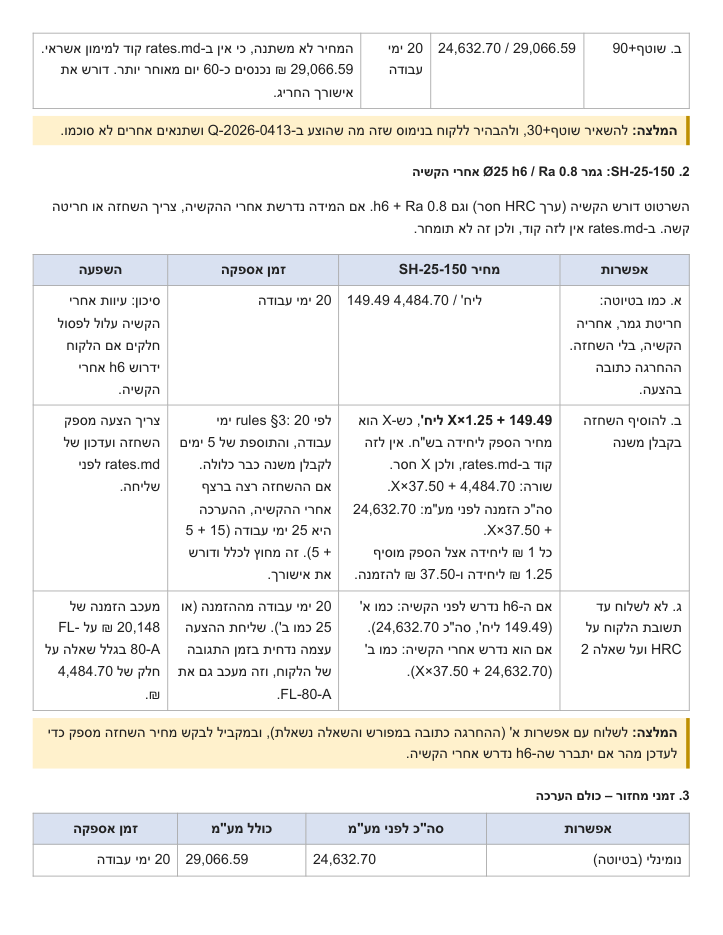 ב. שוטף+90
29,066.59 / 24,632.70
20 ימי
עבודה
המחיר לא משתנה, כי אין ב-rates.md קוד למימון אשראי.
29,066.59 ₪ נכנסים כ-60 יום מאוחר יותר. דורש את
אישורך החריג.
המלצה: להשאיר שוטף+30, ולהבהיר ללקוח בנימוס שזה מה שהוצע ב-Q-2026-0413 ושתנאים אחרים לא סוכמו.
2. SH-25-150: גמר Ø25 h6 / Ra 0.8 אחרי הקשיה
השרטוט דורש הקשיה (ערך HRC חסר) וגם h6 + Ra 0.8. אם המידה נדרשת אחרי ההקשיה, צריך השחזה או חריטה
קשה. ב-rates.md אין לזה קוד, ולכן זה לא תומחר.
אפשרות
מחיר SH-25-150
זמן אספקה
השפעה
א. כמו בטיוטה:
חריטת גמר, אחריה
הקשיה, בלי השחזה.
ההחרגה כתובה
בהצעה.
149.49 ליח' / 4,484.70
20 ימי עבודה
סיכון: עיוות אחרי
הקשיה עלול לפסול
חלקים אם הלקוח
ידרוש h6 אחרי
הקשיה.
ב. להוסיף השחזה
בקבלן משנה
149.49 + X×1.25 ליח', כש-X הוא
מחיר הספק ליחידה בש"ח. אין לזה
קוד ב-rates.md, ולכן X חסר.
שורה: 4,484.70 + X×37.50.
סה"כ הזמנה לפני מע"מ: 24,632.70
+ X×37.50.
כל 1 ₪ ליחידה אצל הספק מוסיף
1.25 ₪ ליחידה ו-37.50 ₪ להזמנה.
לפי rules §3: 20 ימי
עבודה, והתוספת של 5 ימים
לקבלן משנה כבר כלולה.
אם ההשחזה רצה ברצף
אחרי ההקשיה, ההערכה
היא 25 ימי עבודה (15 + 5
+ 5). זה מחוץ לכלל ודורש
את אישורך.
צריך הצעה מספק
השחזה ועדכון של
rates.md לפני
שליחה.
ג. לא לשלוח עד
תשובת הלקוח על
HRC ועל שאלה 2
אם ה-h6 נדרש לפני הקשיה: כמו א'
(149.49 ליח', סה"כ 24,632.70).
אם הוא נדרש אחרי הקשיה: כמו ב'
(24,632.70 + X×37.50).
20 ימי עבודה מההזמנה (או
25 כמו ב'). שליחת ההצעה
עצמה נדחית בזמן התגובה
של הלקוח, וזה מעכב גם את
FL-80-A.
מעכב הזמנה של
20,148 ₪ על FL-
80-A בגלל שאלה על
חלק של 4,484.70
₪.
המלצה: לשלוח עם אפשרות א' (ההחרגה כתובה במפורש והשאלה נשאלת), ובמקביל לבקש מחיר השחזה מספק כדי
לעדכן מהר אם יתברר שה-h6 נדרש אחרי הקשיה.
3. זמני מחזור – כולם הערכה
אפשרות
סה"כ לפני מע"מ
כולל מע"מ
זמן אספקה
נומינלי (בטיוטה)
24,632.70
29,066.59
20 ימי עבודה